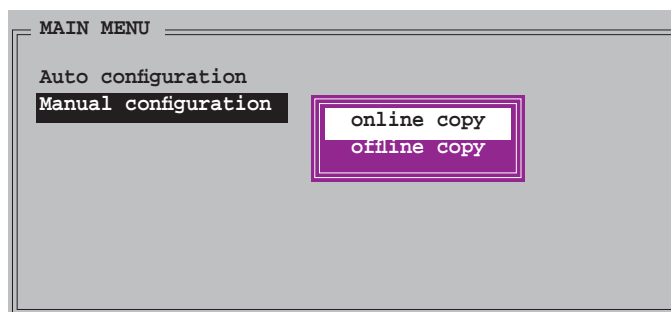 MAIN MENU
Auto configuration
Manual configuration
online copy
offline copy